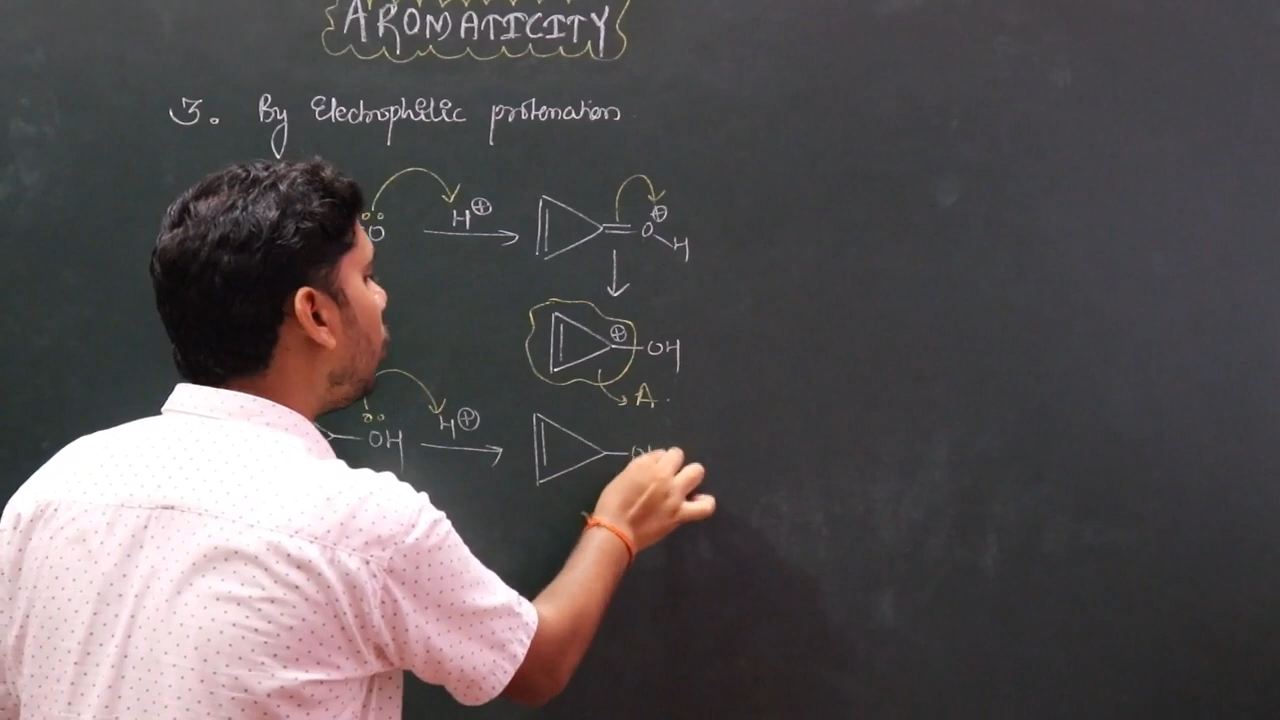 AROMATICITY
3. By Electrophilic protonation
:O H⊕ O⊕ H
⊕ OH
A.
OH H⊕